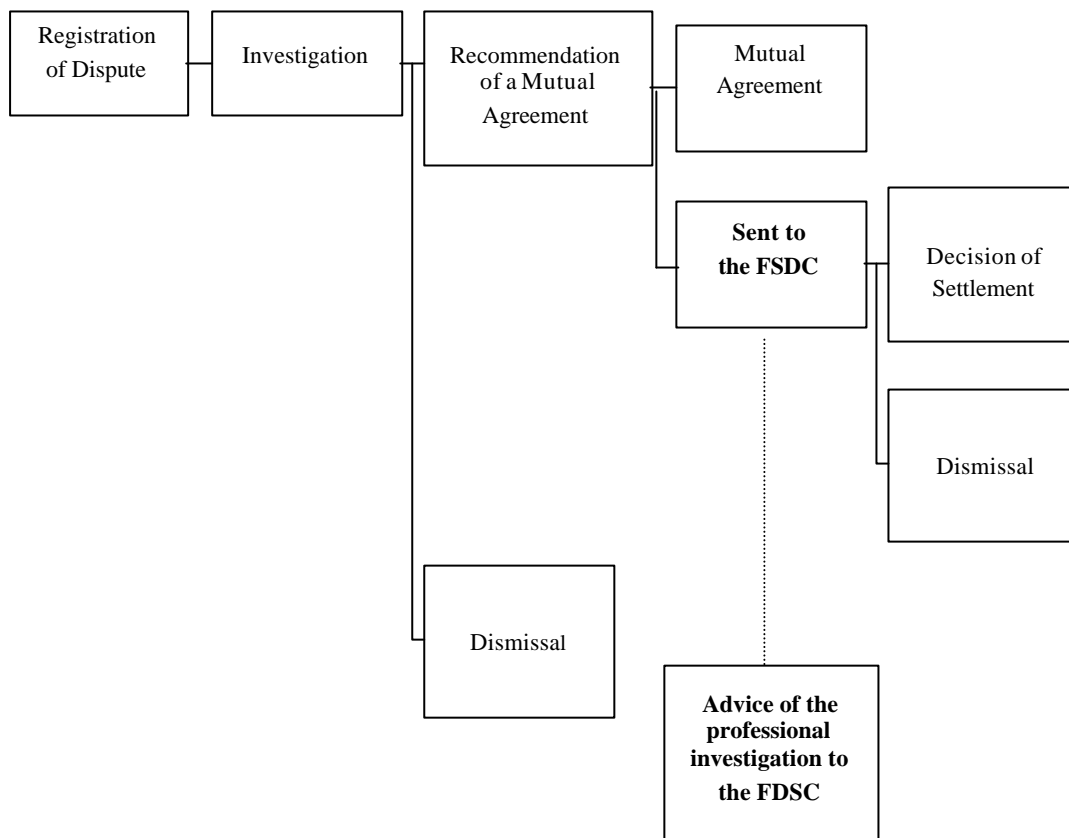 Registration
of Dispute
Investigation
Recommendation
of a Mutual
Agreement
Mutual
Agreement
Sent to
the FSDC
Decision of
Settlement
Dismissal
Dismissal
Advice of the
professional
investigation to
the FDSC